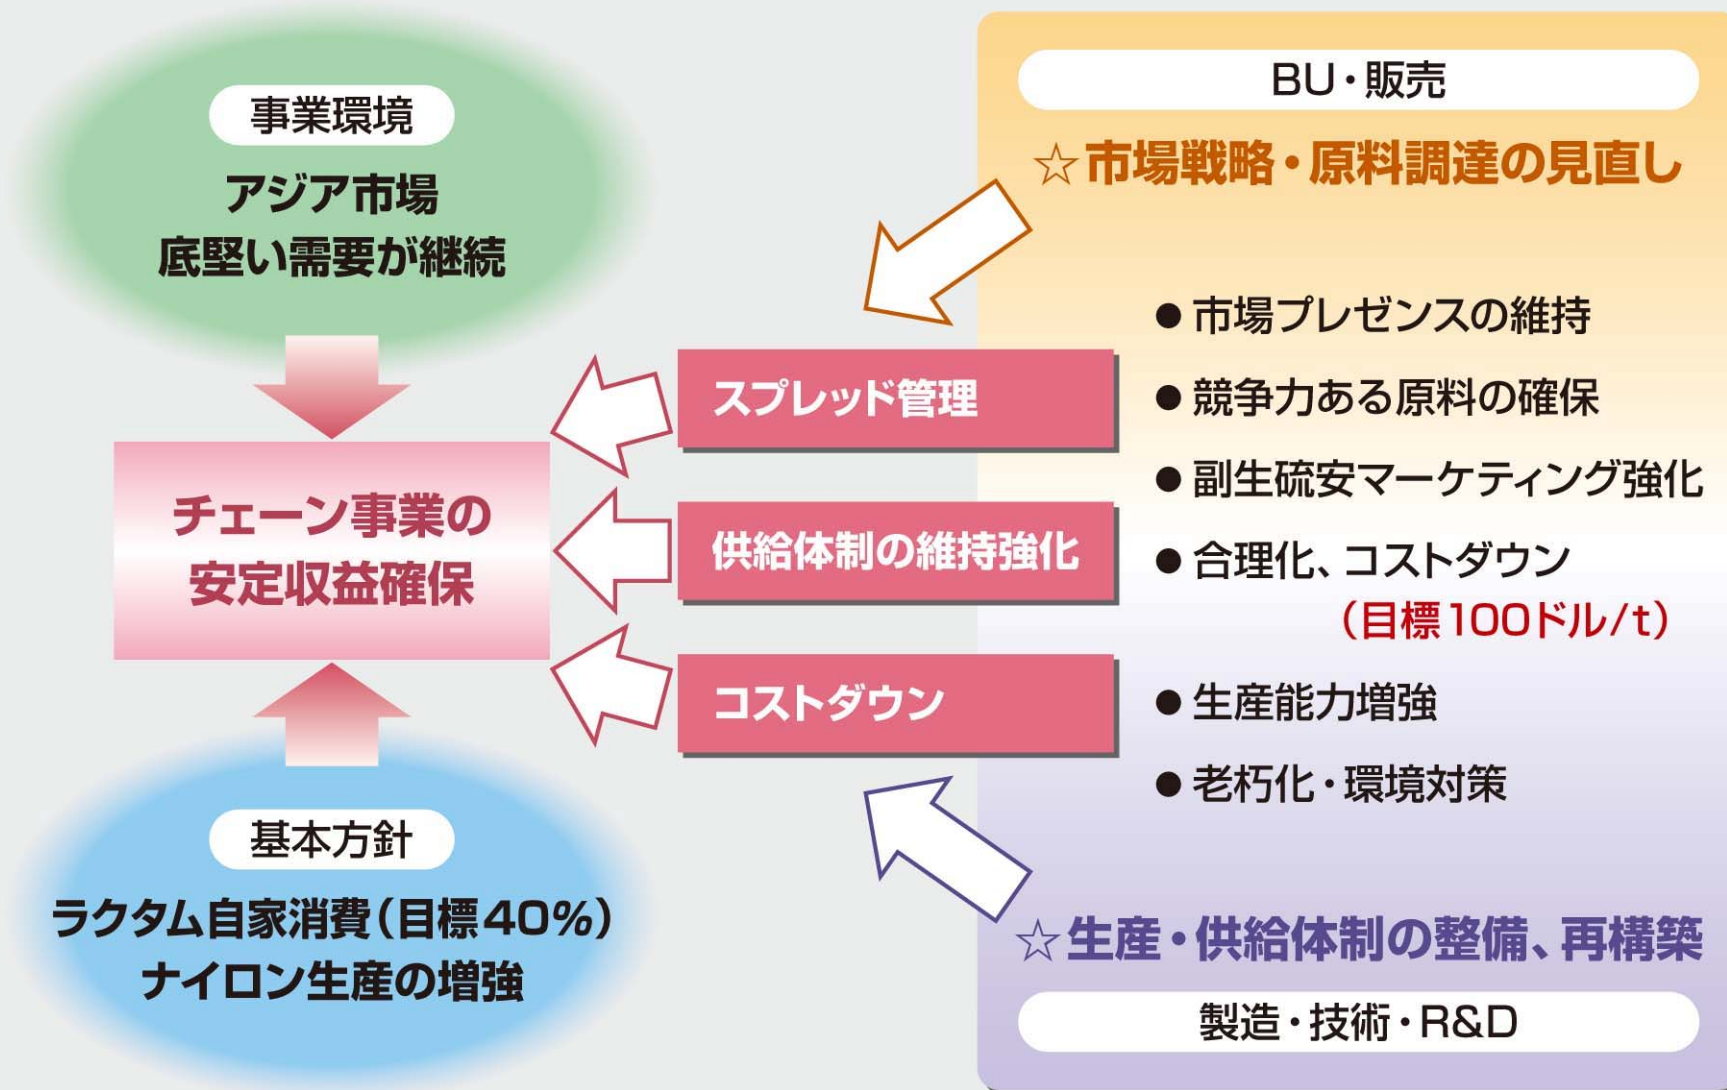 事業環境
アジア市場
底堅い需要が継続
チェーン事業の
安定収益確保
基本方針
ラクタム自家消費（目標40%）
ナイロン生産の増強
スプレッド管理
供給体制の維持強化
コストダウン
BU・販売
☆市場戦略・原料調達の見直し
● 市場プレゼンスの維持
● 競争力ある原料の確保
● 副生硫安マーケティング強化
● 合理化、コストダウン
（目標100ドル/t）
● 生産能力増強
● 老朽化・環境対策
☆生産・供給体制の整備、再構築
製造・技術・R&D